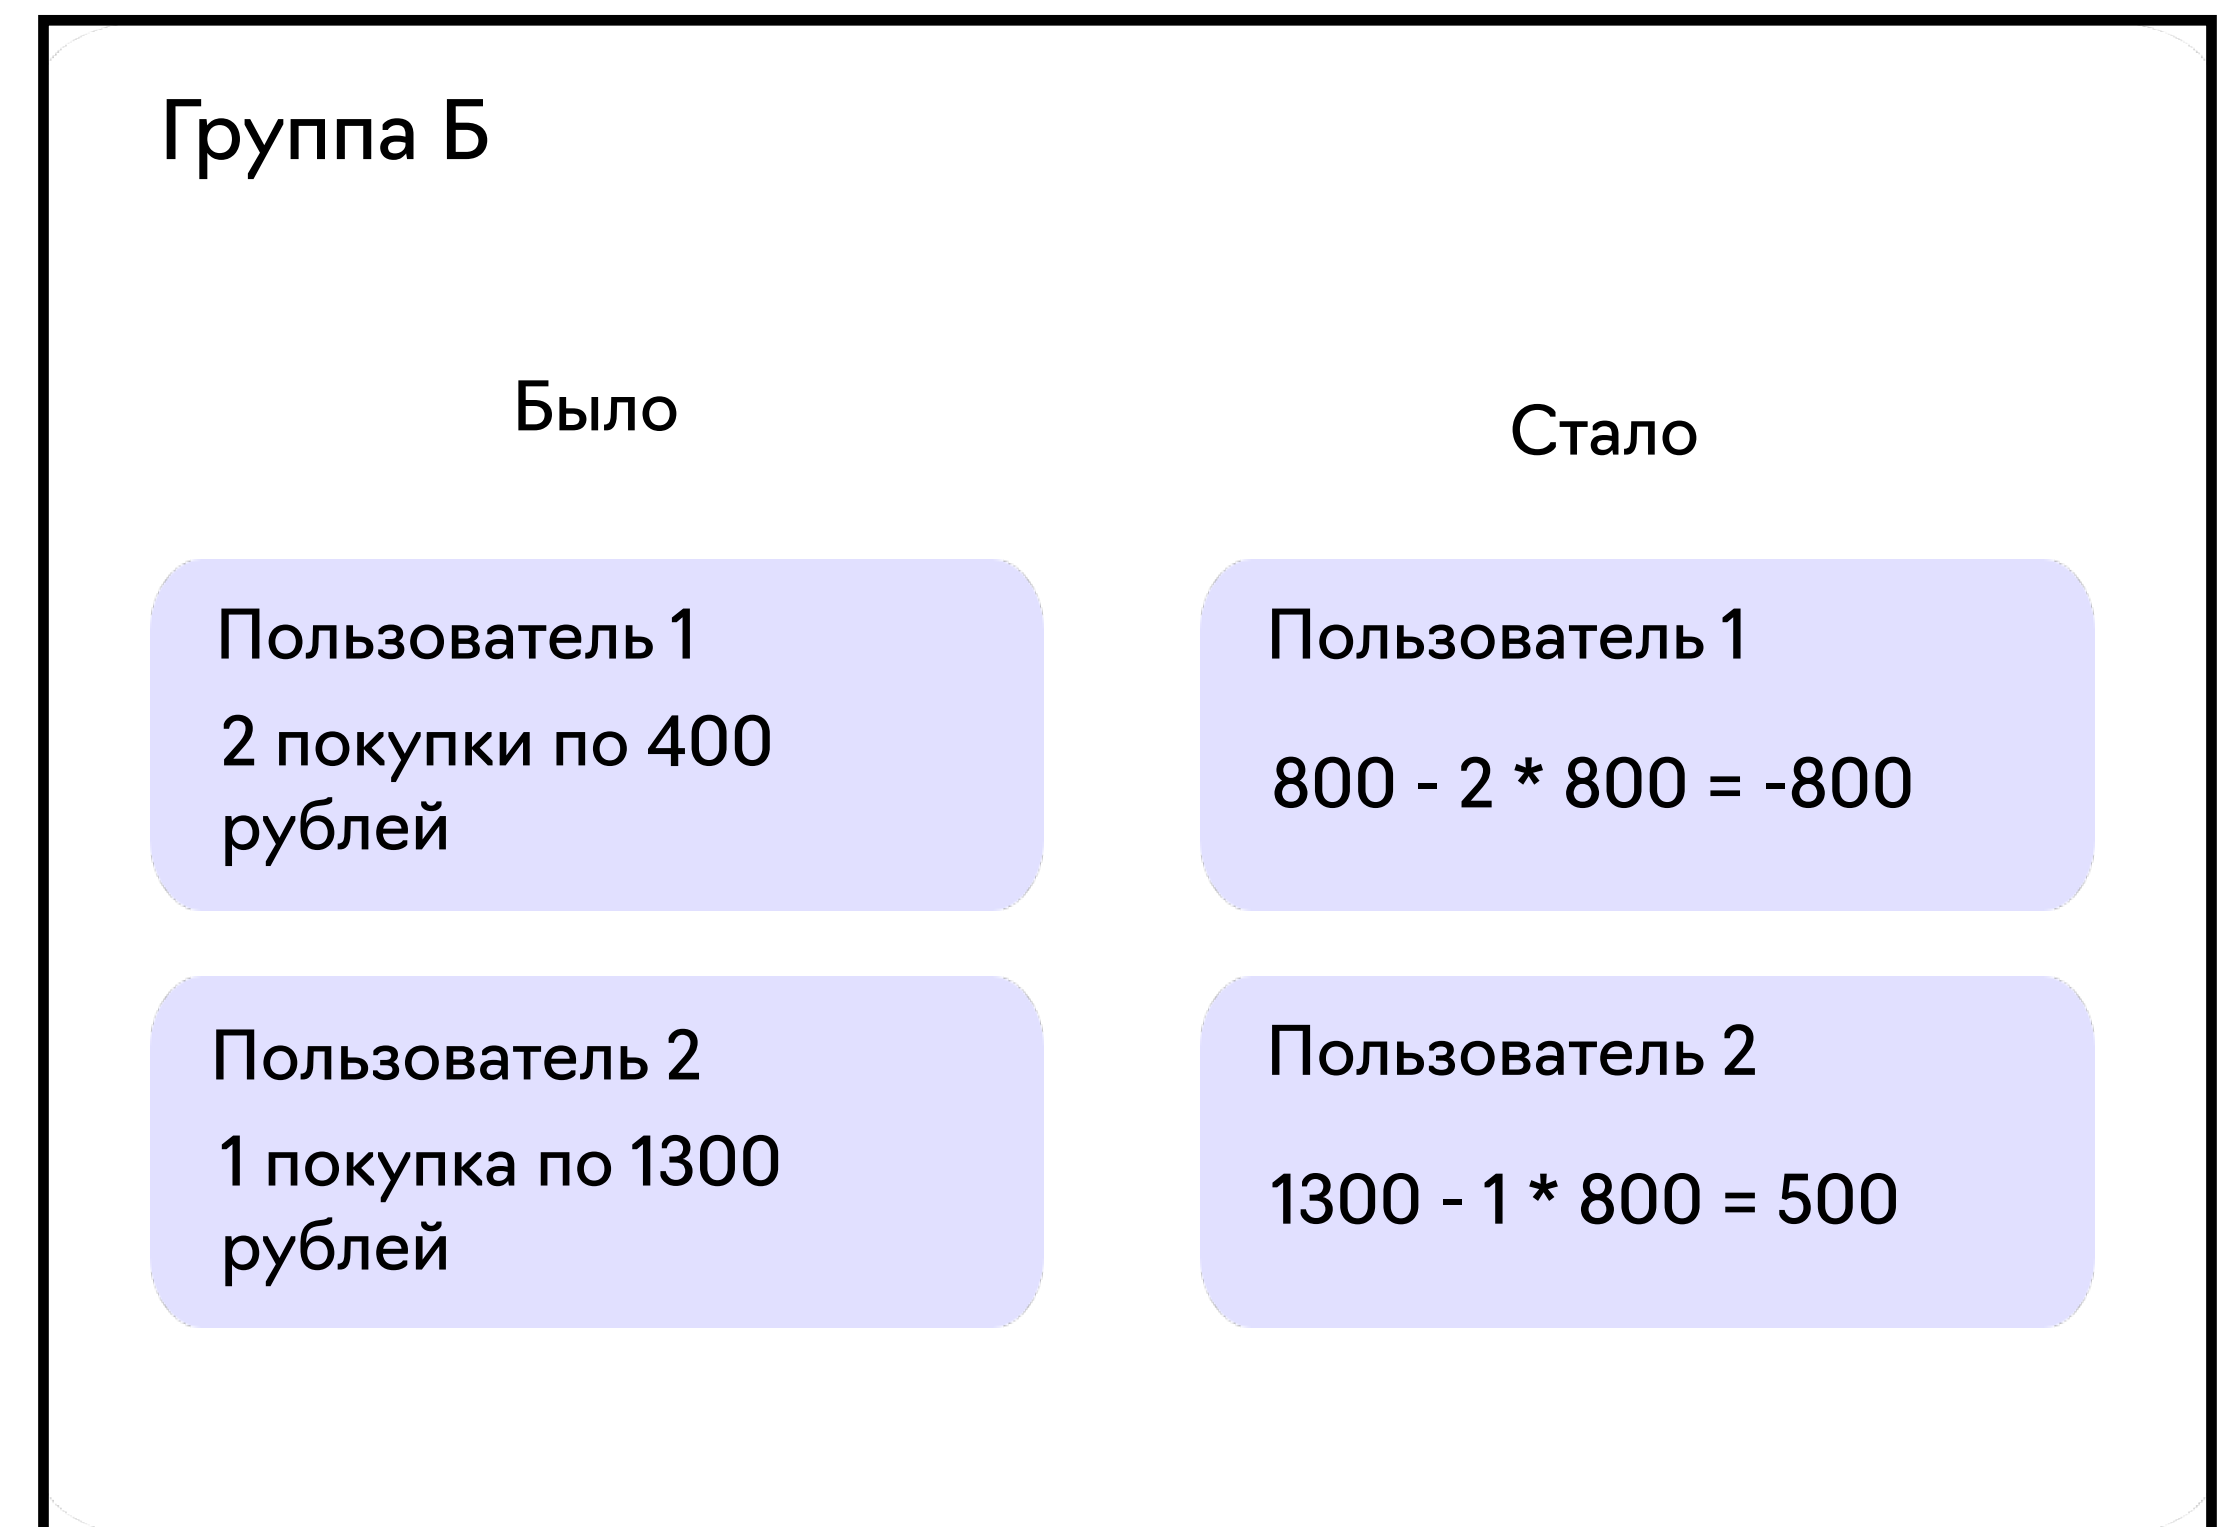 Группа Б
Было
Стало
Пользователь 1
2 покупки по 400
рублей
Пользователь 1
800 - 2 * 800 = -800
Пользователь 2
1 покупка по 1300
рублей
Пользователь 2
1300 - 1 * 800 = 500